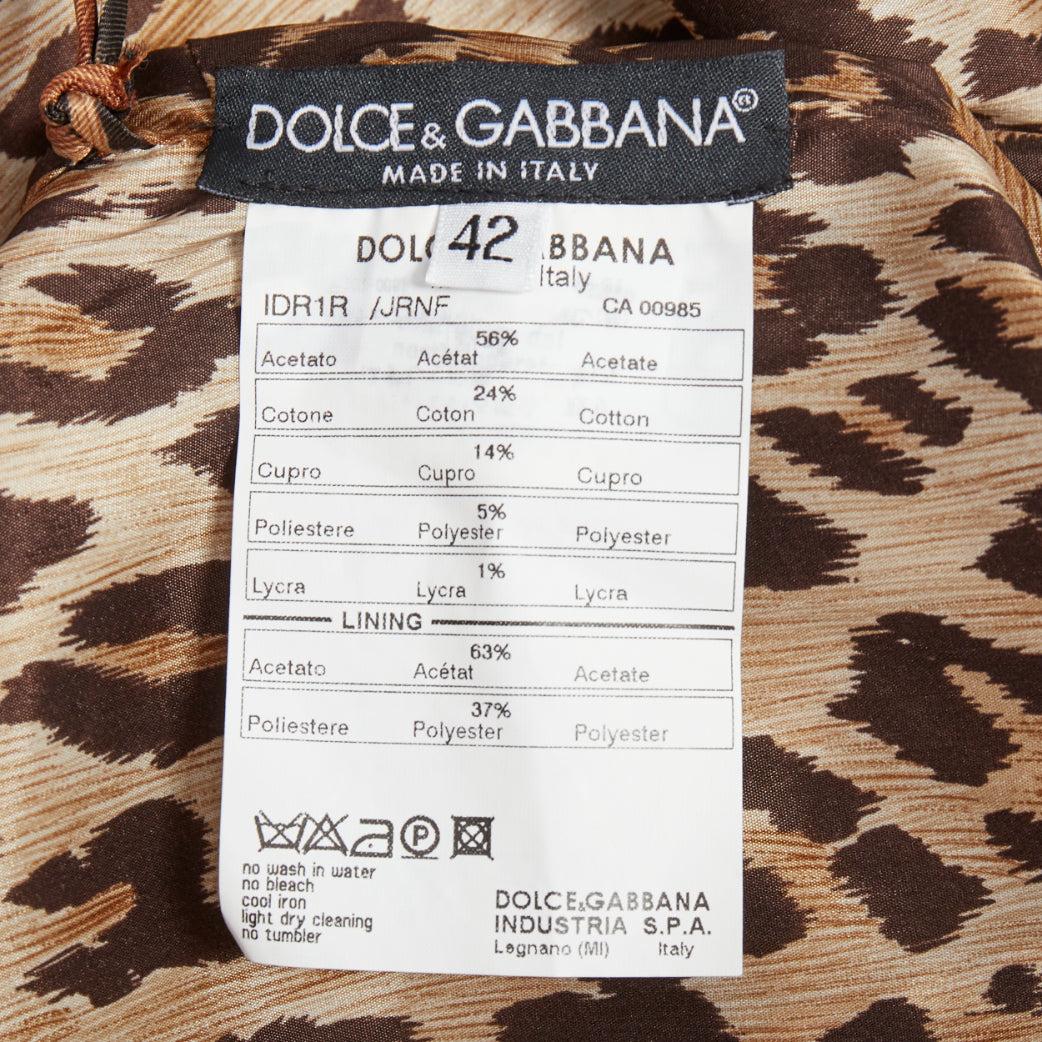 DOLCE & GABBANA®
MADE IN ITALY
42
DOLC ABBANA
Italy
IDR1R /JRNF CA 00985
56%
Acetato Acétat Acetate
24%
Cotone Coton Cotton
14%
Cupro Cupro Cupro
5%
Poliestere Polyester Polyester
1%
Lycra Lycra Lycra
LINING
63%
Acetato Acétat Acetate
37%
Poliestere Polyester Polyester
P
no wash in water
no bleach
cool iron
light dry cleaning
no tumbler
DOLCE&GABBANA
INDUSTRIA S.P.A.
Legnano (MI) Italy